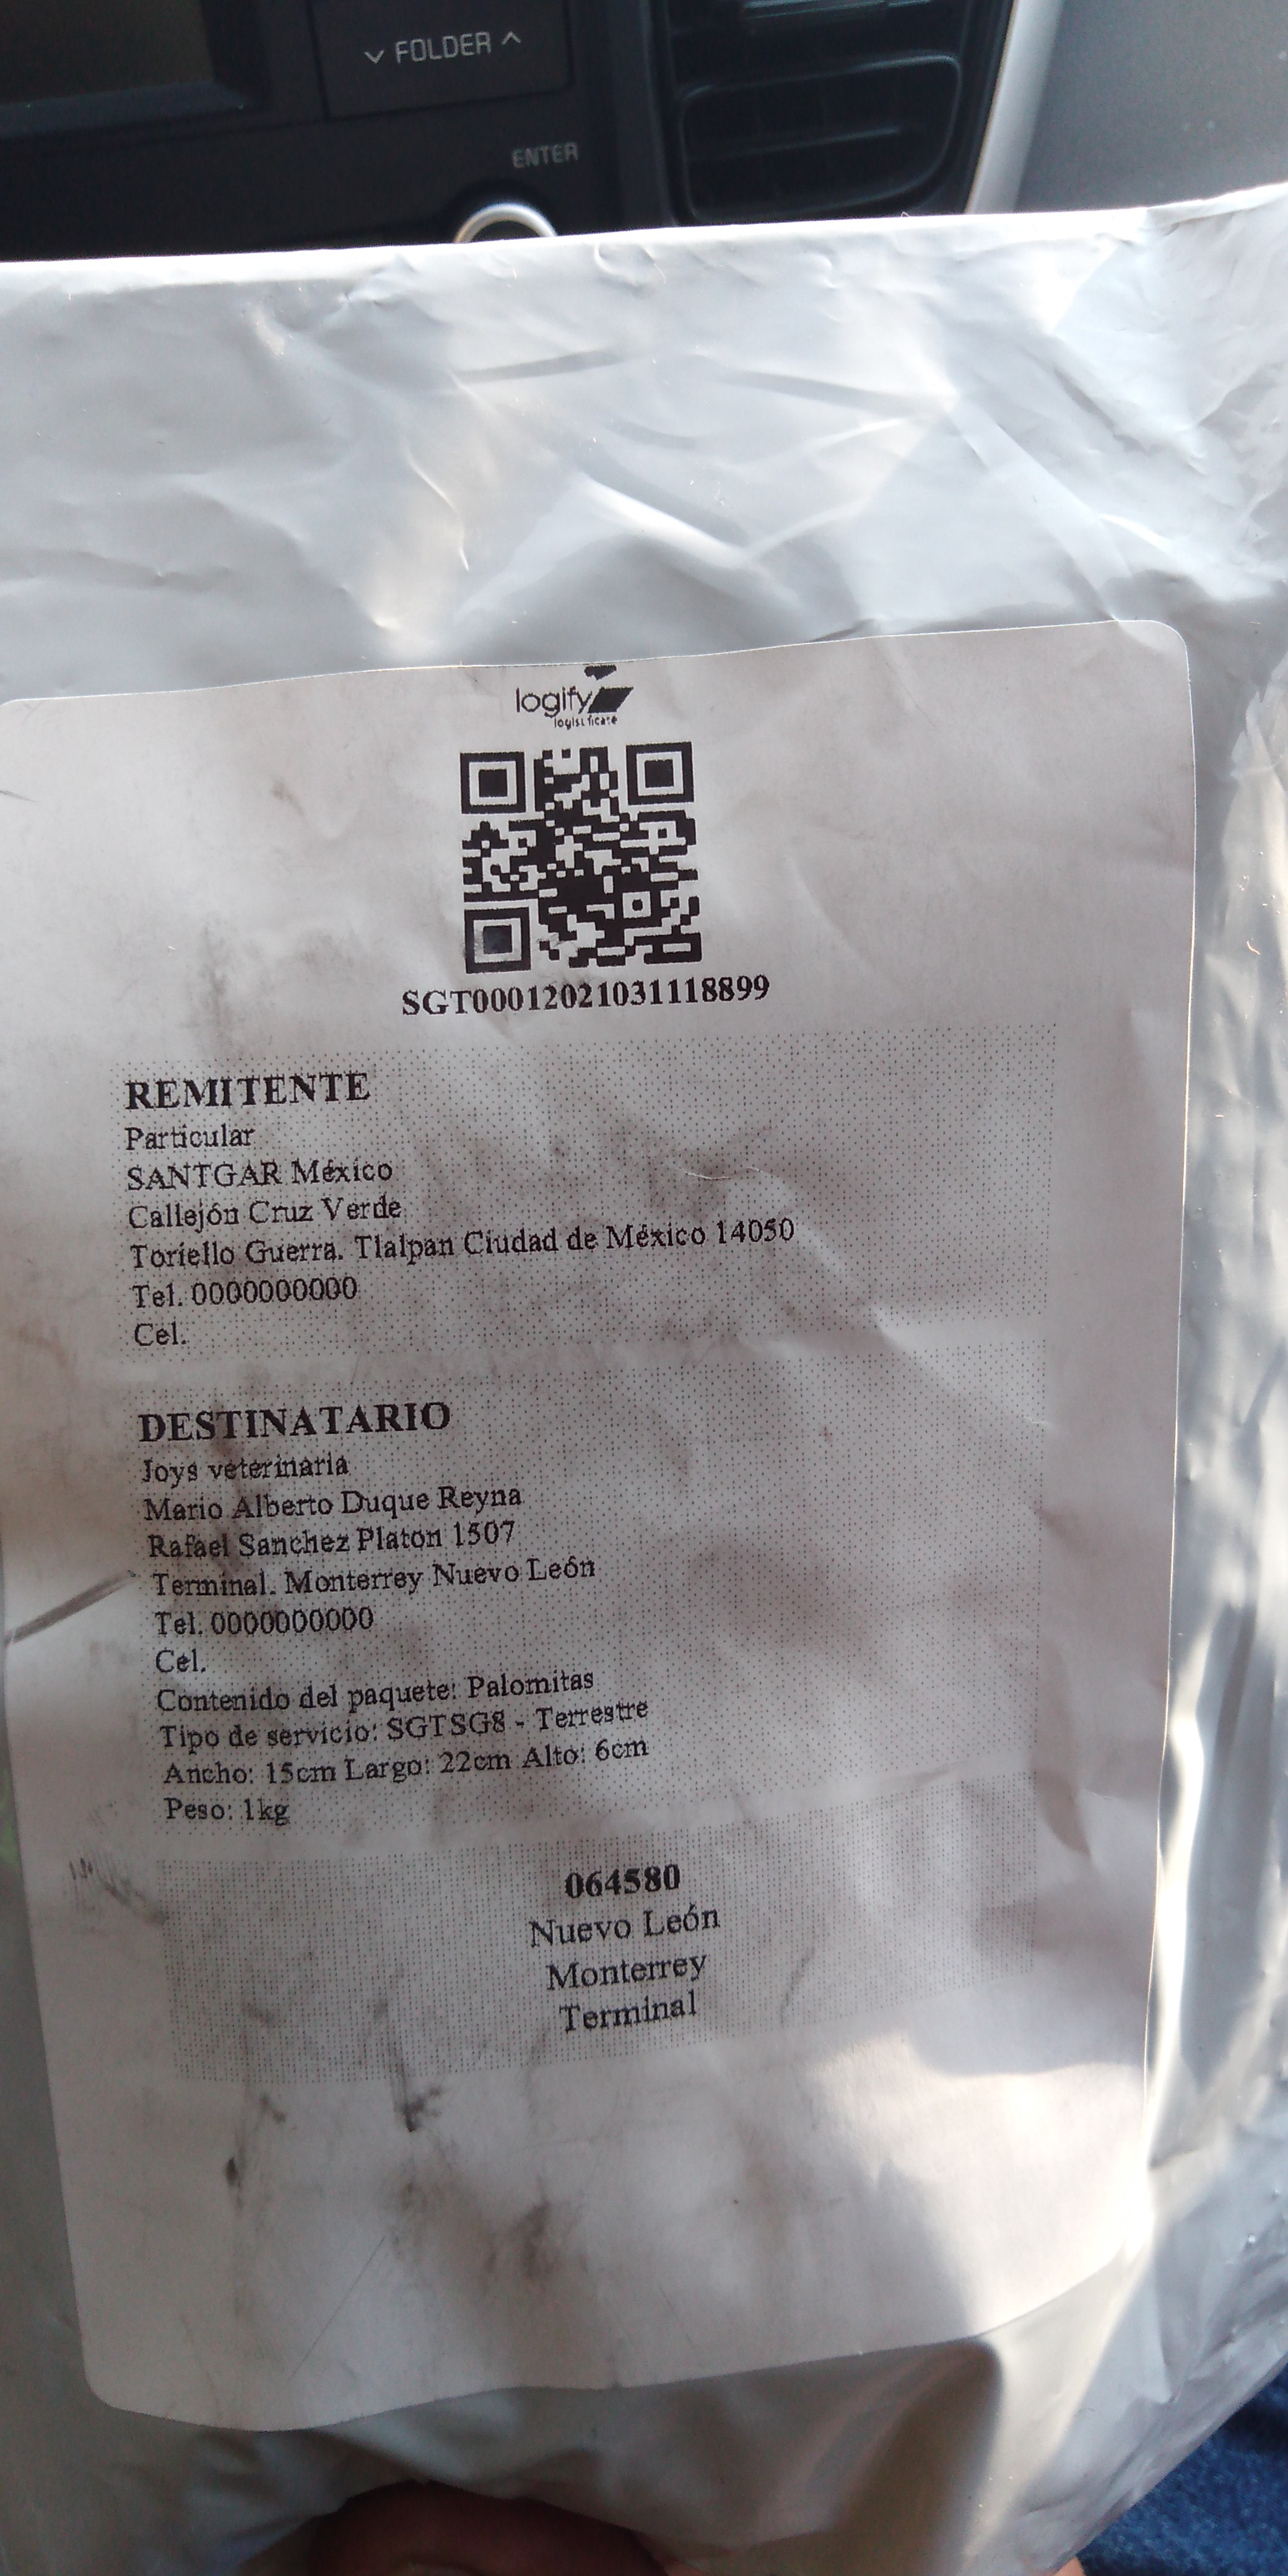 FOLDER
ENTER
logify
SGT00012021031118899
REMITENTE
Particular
SANTGAR México
Callejón Cruz Verde
Toriello Guerra. Tlalpan Ciudad de México 14050
Tel. 0000000000
Cel.
DESTINATARIO
Joys veterinaria
Mario Alberto Duque Reyna
Rafael Sanchez Platon 1507
Terminal. Monterrey Nuevo León
Tel. 0000000000
Cel.
Contenido del paquete: Palomitas
Tipo de servicio: SGTSG8 - Terrestre
Ancho: 15cm Largo: 22cm Alto: 6cm
Peso: 1kg
064580
Nuevo León
Monterrey
Terminal